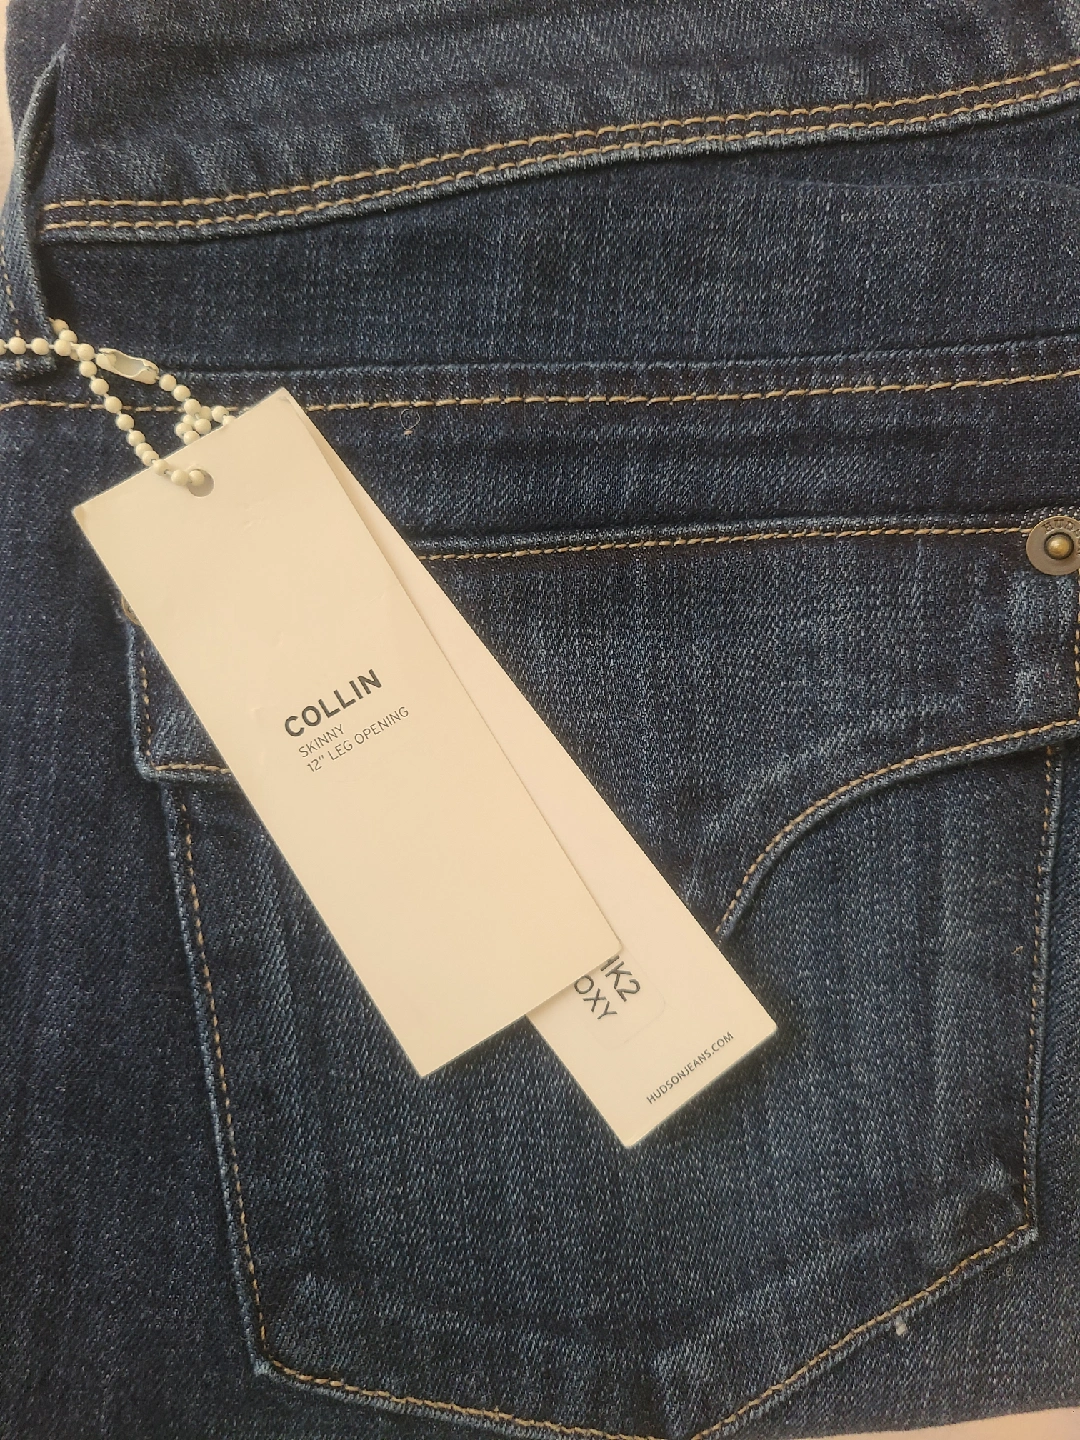 COLLIN
SKINNY
12" LEG OPENING
HUDSONJEANS.COM